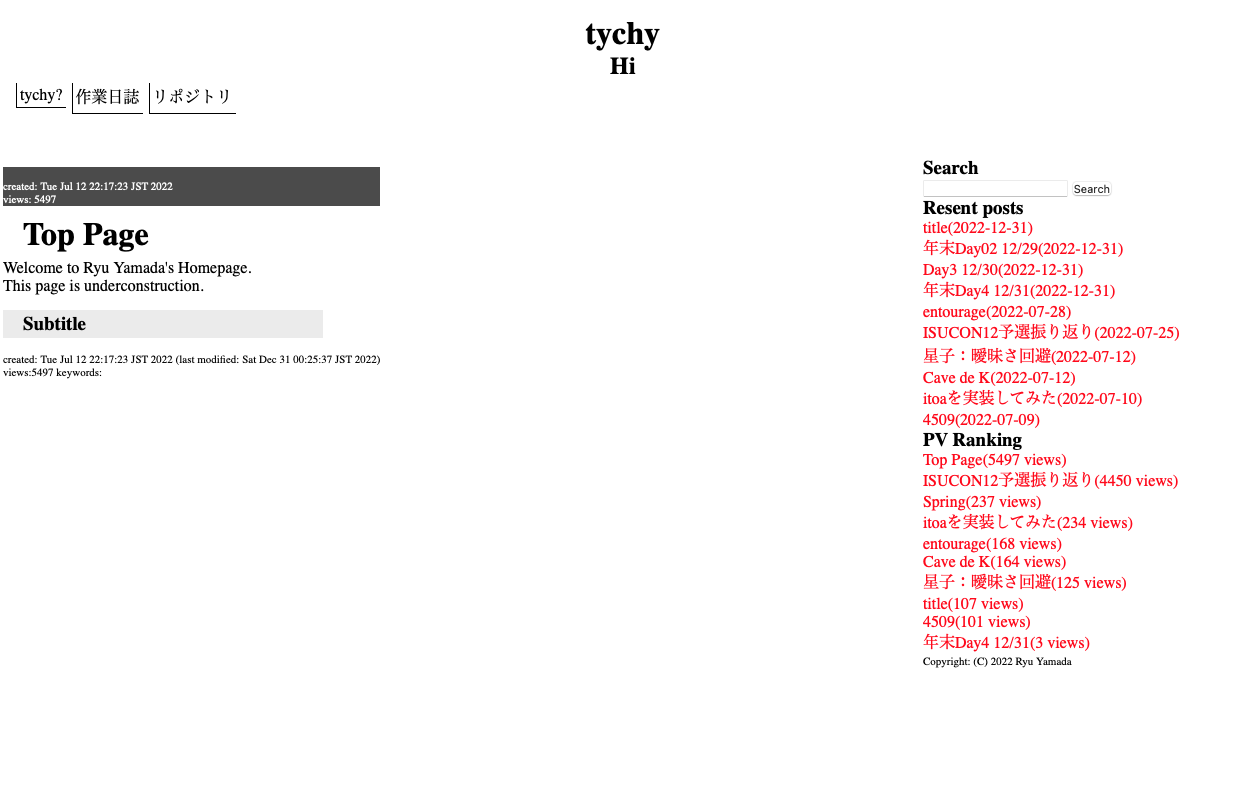 tychy
Hi
tychy? 作業日誌 リポジトリ
created: Tue Jul 12 22:17:23 JST 2022
views: 5497
Top Page
Welcome to Ryu Yamada's Homepage.
This page is underconstruction.
Subtitle
created: Tue Jul 12 22:17:23 JST 2022 (last modified: Sat Dec 31 00:25:37 JST 2022)
views:5497 keywords:
Search
Search
Resent posts
title(2022-12-31)
年末Day02 12/29(2022-12-31)
Day3 12/30(2022-12-31)
年末Day4 12/31(2022-12-31)
entourage(2022-07-28)
ISUCON12予選振り返り(2022-07-25)
星子：曖昧さ回避(2022-07-12)
Cave de K(2022-07-12)
itoaを実装してみた(2022-07-10)
4509(2022-07-09)
PV Ranking
Top Page(5497 views)
ISUCON12予選振り返り(4450 views)
Spring(237 views)
itoaを実装してみた(234 views)
entourage(168 views)
Cave de K(164 views)
星子：曖昧さ回避(125 views)
title(107 views)
4509(101 views)
年末Day4 12/31(3 views)
Copyright: (C) 2022 Ryu Yamada